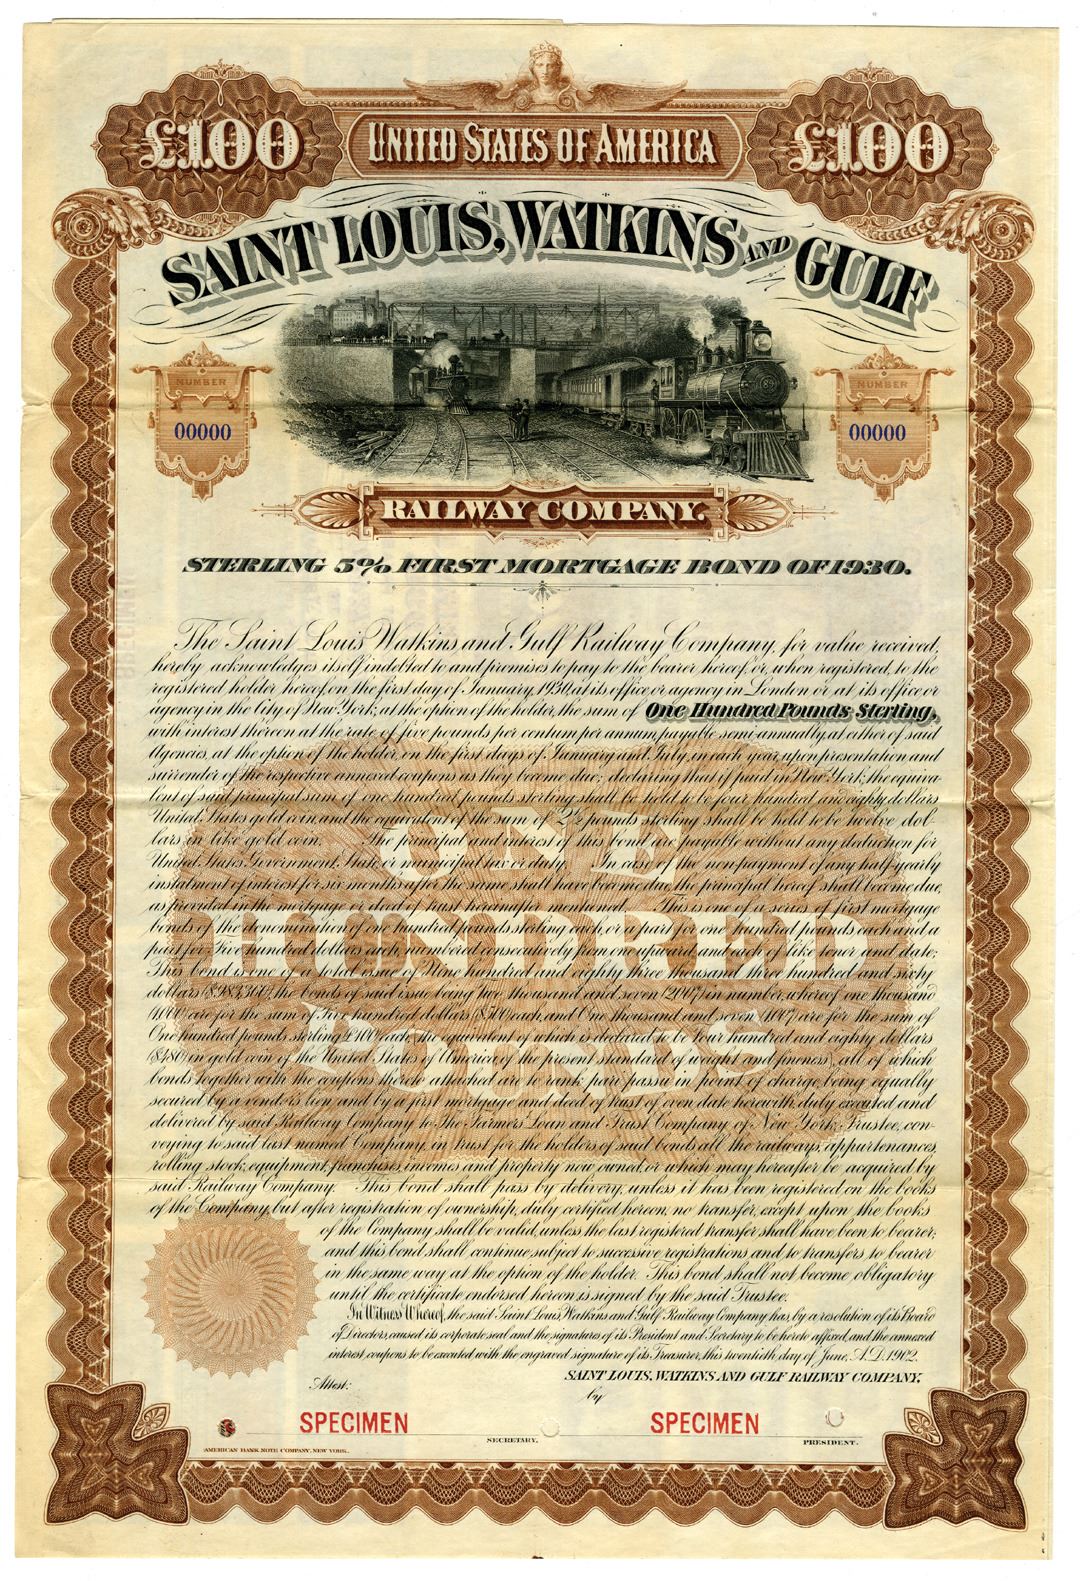 £100
UNITED STATES OF AMERICA
£100
SAINT LOUIS, WATKINS AND GULF
NUMBER
00000
NUMBER
00000
RAILWAY COMPANY.
STERLING 5% FIRST MORTGAGE BOND OF 1930.
The Saint Louis, Watkins and Gulf Railway Company, for value received,
hereby acknowledges itself indebted to and promises to pay to the bearer hereof, or, when registered, to the
registered holder hereof, on the first day of January, 1930, at its office or agency in London or at its office or
agency in the City of New York, at the option of the holder, the sum of One Hundred Pounds Sterling,
with interest thereon at the rate of five pounds per centum per annum, payable semi-annually, at either of said
Agencies, at the option of the holder, on the first days of January and July, in each year, upon presentation and
surrender of the respective annexed coupons as they become due; declaring that if paid in New York, the equiva-
lent of said principal sum of one hundred pounds sterling shall be held to be four hundred and eighty dollars
United States gold coin, and the equivalent of the sum of 2½ pounds sterling shall be held to be twelve dol-
lars in like gold coin. The principal and interest of this bond are payable without any deduction for
United States Government, State, or municipal tax or duty. In case of the non-payment of any half-yearly
instalment of interest for six months after the same shall have become due, the principal hereof shall become due,
as provided in the mortgage or deed of trust hereinafter mentioned. This is one of a series of first mortgage
bonds of the denomination of one hundred pounds sterling each, or a part for one hundred pounds each and a
part for Five hundred dollars each, numbered consecutively from one upward, and each of like tenor and date;
This bond is one of a total issue of Nine hundred and eighty three thousand three hundred and sixty
dollars ($983,360), the bonds of said issue being two thousand and seven (2007) in number, whereof one thousand
(1000) are for the sum of Five hundred dollars ($500) each, and One thousand and seven (1007) are for the sum of
One hundred pounds sterling (£100) each, the equivalent of which is declared to be Four hundred and eighty dollars
($480) in gold coin of the United States of America, of the present standard of weight and fineness), all of which
bonds together with the coupons thereto attached are to rank pari passu in point of charge, being equally
secured by a vendor's lien and by a first mortgage and deed of trust of even date herewith, duly executed and
delivered by said Railway Company to The Farmers' Loan and Trust Company of New York, Trustee, con-
veying to said last named Company, in trust for the holders of said bonds all the railways, appurtenances,
rolling stock, equipment, franchises, incomes and property now owned, or which may hereafter be acquired by
said Railway Company. This bond shall pass by delivery, unless it has been registered on the books
of the Company, but after registration of ownership, duly certified hereon, no transfer, except upon the books
of the Company shall be valid, unless the last registered transfer shall have been to bearer;
and this bond shall continue subject to successive registrations and to transfers to bearer
in the same way at the option of the holder. This bond shall not become obligatory
until the certificate endorsed hereon is signed by the said Trustee.
In Witness Whereof, the said Saint Louis, Watkins and Gulf Railway Company has, by a resolution of its Board
of Directors, caused its corporate seal and the signatures of its President and Secretary to be hereto affixed, and the annexed
interest coupons to be executed with the engraved signature of its Treasurer, this twentieth day of June, A.D. 1902.
SAINT LOUIS, WATKINS AND GULF RAILWAY COMPANY,
Attest:
by
SPECIMEN
SPECIMEN
SECRETARY.
PRESIDENT.
AMERICAN BANK NOTE COMPANY, NEW YORK.
ONE
HUNDRED
POUNDS